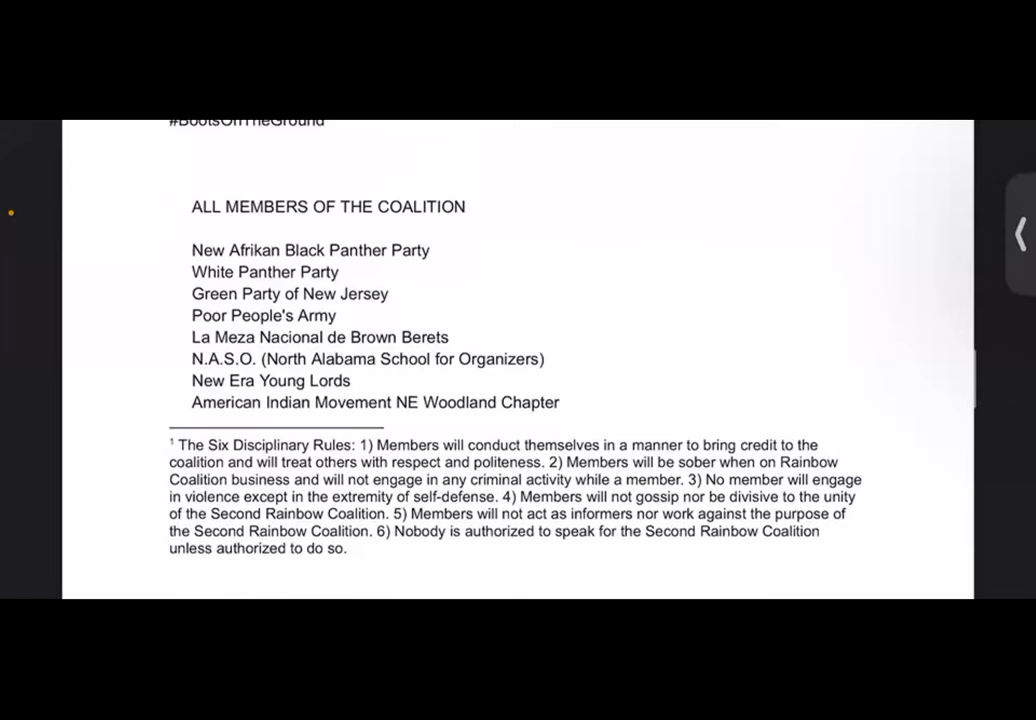 #BootsOnTheGround
ALL MEMBERS OF THE COALITION
New Afrikan Black Panther Party
White Panther Party
Green Party of New Jersey
Poor People's Army
La Meza Nacional de Brown Berets
N.A.S.O. (North Alabama School for Organizers)
New Era Young Lords
American Indian Movement NE Woodland Chapter
¹ The Six Disciplinary Rules: 1) Members will conduct themselves in a manner to bring credit to the
coalition and will treat others with respect and politeness. 2) Members will be sober when on Rainbow
Coalition business and will not engage in any criminal activity while a member. 3) No member will engage
in violence except in the extremity of self-defense. 4) Members will not gossip nor be divisive to the unity
of the Second Rainbow Coalition. 5) Members will not act as informers nor work against the purpose of
the Second Rainbow Coalition. 6) Nobody is authorized to speak for the Second Rainbow Coalition
unless authorized to do so.